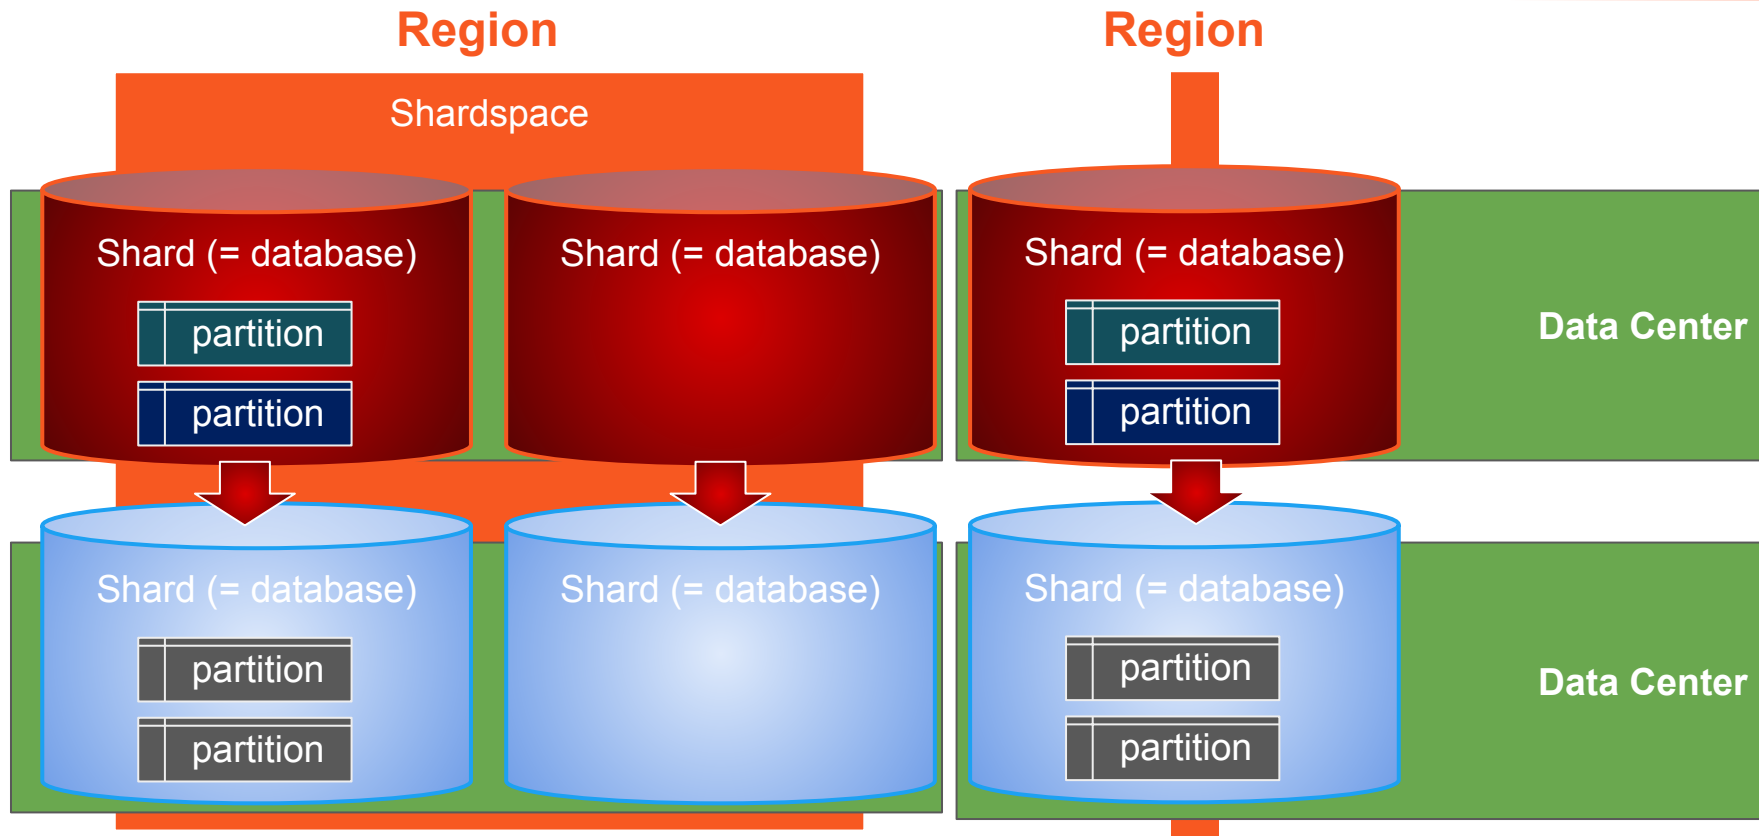 Region
Region
Shardspace
Shard (= database)
Shard (= database)
Shard (= database)
partition
partition
partition
partition
Data Center
Shard (= database)
Shard (= database)
Shard (= database)
partition
partition
partition
partition
Data Center